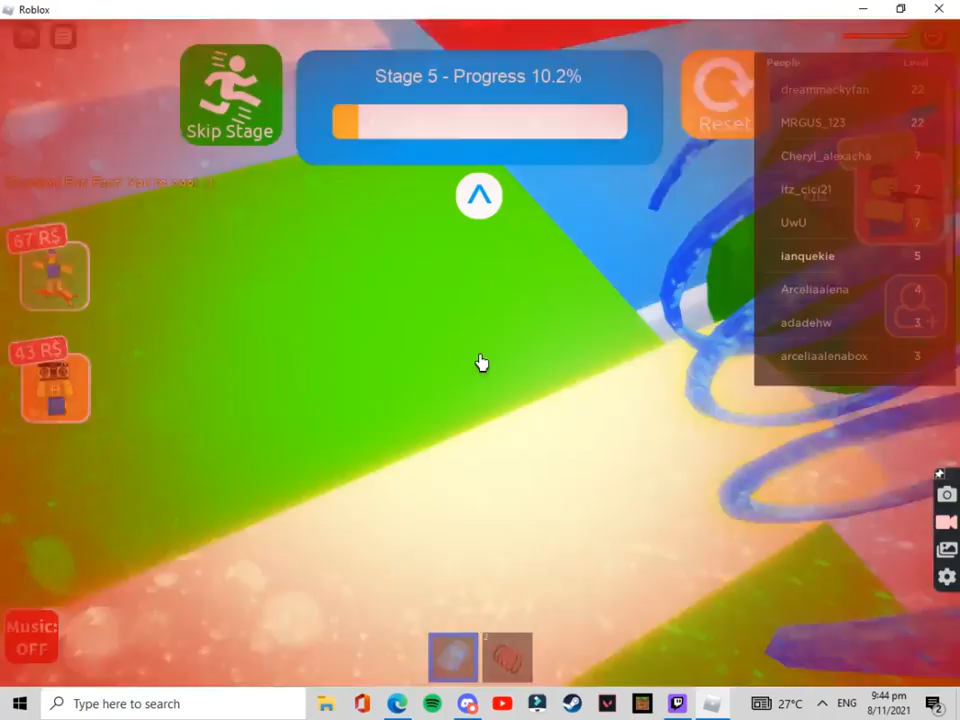 Roblox
Skip Stage
Stage 5 - Progress 10.2%
Reset
People Level
dreammackyfan 22
MRGUS_123 22
Cheryl_alexacha 7
Itz_cici21 7
UwU 7
ianquekie 5
Arceliaalena 4
adadehw 3
arceliaalenabox 3
67 R$
43 R$
Music:
OFF
2
Type here to search
27°C
ENG
9:44 pm
8/11/2021
2